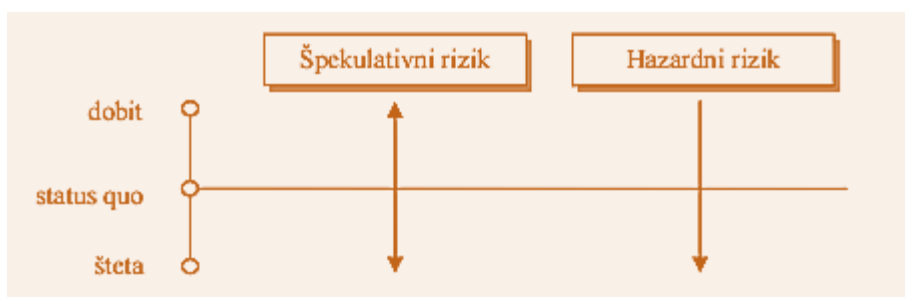 Špekulativni rizik
Hazardni rizik
dobit
status quo
šteta